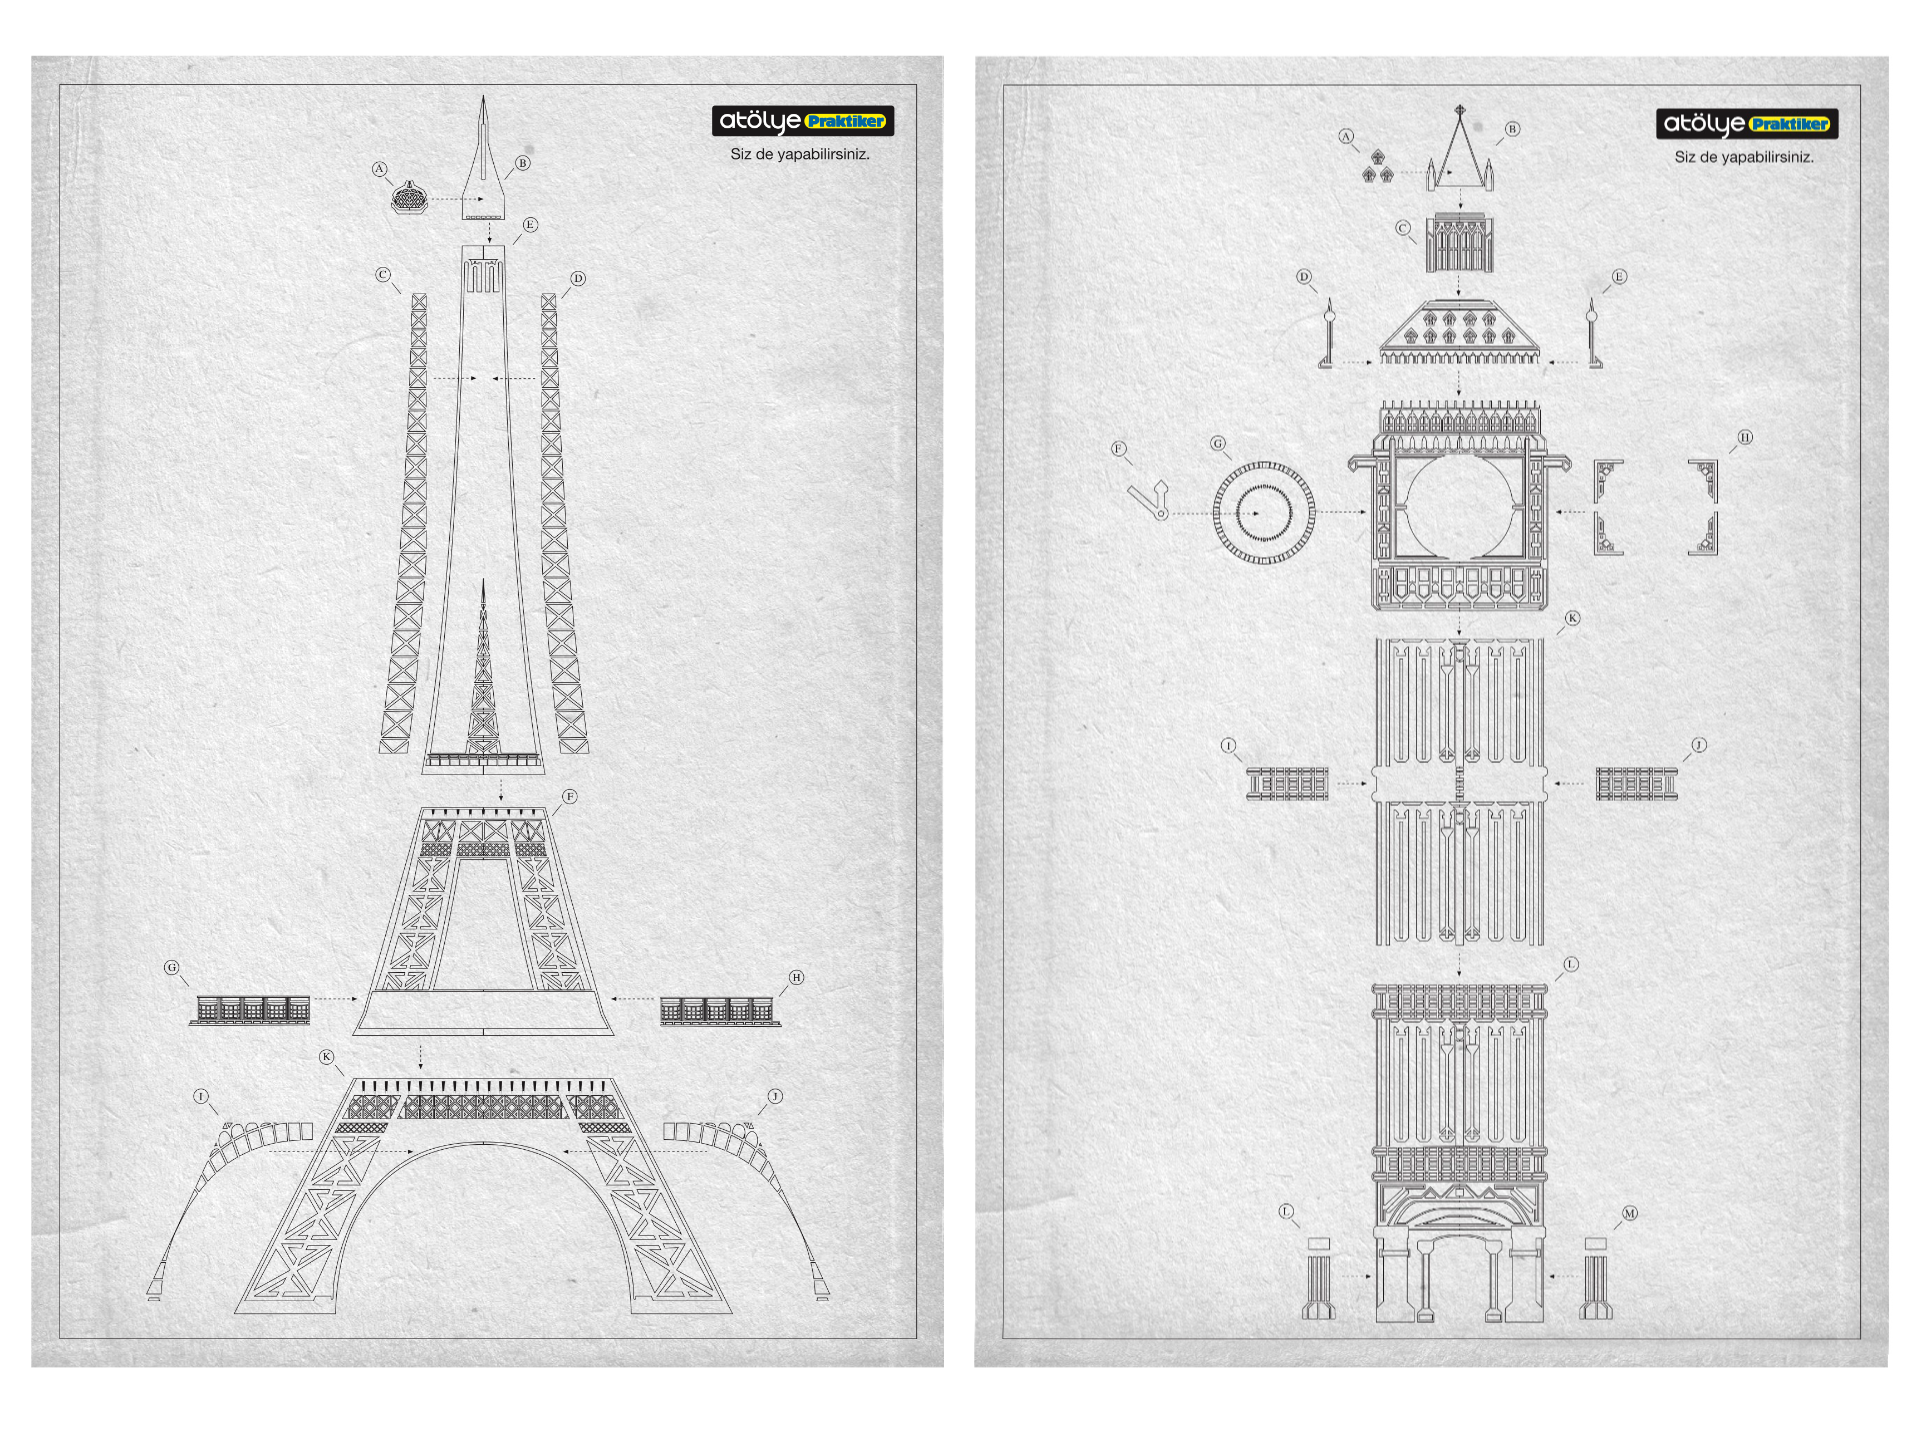 atölye Praktiker
Siz de yapabilirsiniz.
A
B
E
C
D
F
G
H
K
I
J
atölye Praktiker
Siz de yapabilirsiniz.
A
B
C
D
E
F
G
H
K
I
J
L
L
M